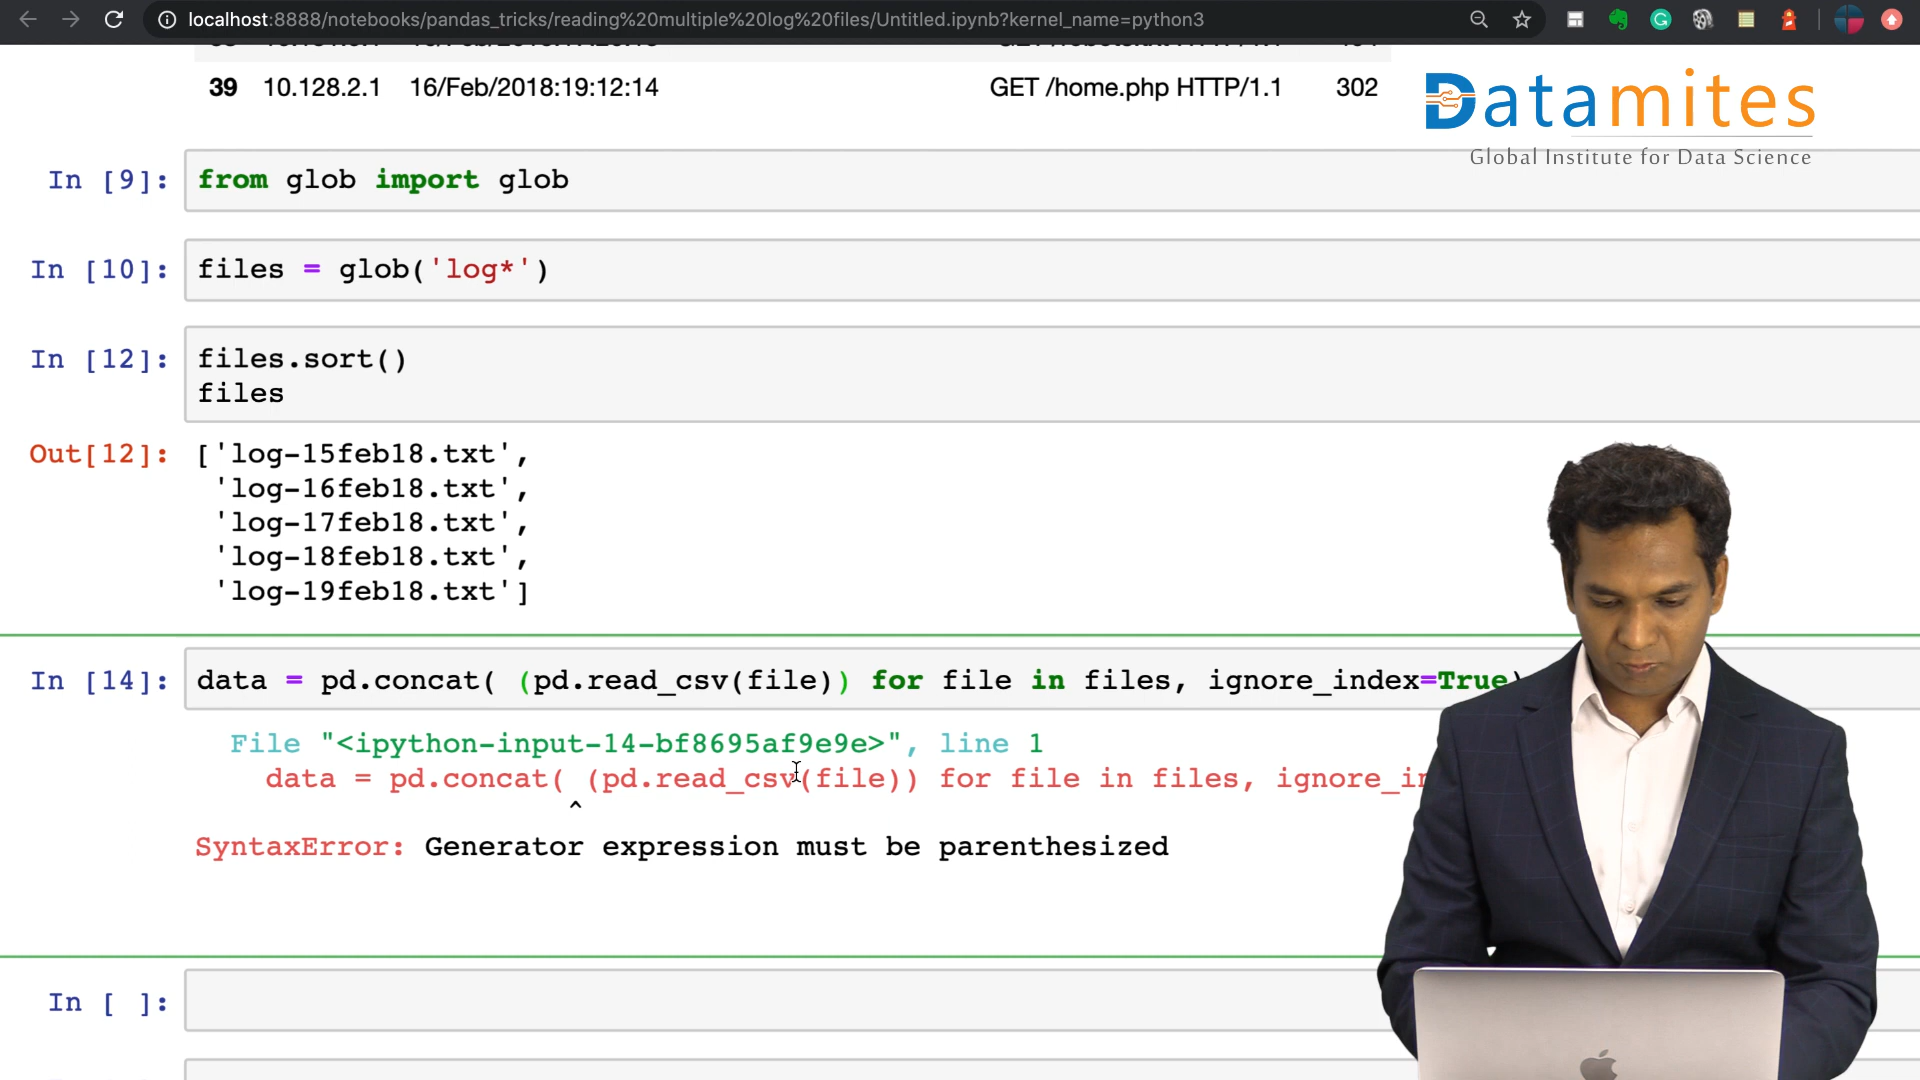 localhost:8888/notebooks/pandas_tricks/reading%20multiple%20log%20files/Untitled.ipynb?kernel_name=python3
39 10.128.2.1 16/Feb/2018:19:12:14 GET /home.php HTTP/1.1 302
Datamites
Global Institute for Data Science
In [9]: from glob import glob
In [10]: files = glob('log*')
In [12]: files.sort()
files
Out[12]: ['log-15feb18.txt',
'log-16feb18.txt',
'log-17feb18.txt',
'log-18feb18.txt',
'log-19feb18.txt']
In [14]: data = pd.concat( (pd.read_csv(file)) for file in files, ignore_index=True)
File "<ipython-input-14-bf8695af9e9e>", line 1
data = pd.concat( (pd.read_csv(file)) for file in files, ignore_in
^
SyntaxError: Generator expression must be parenthesized
In [ ]: